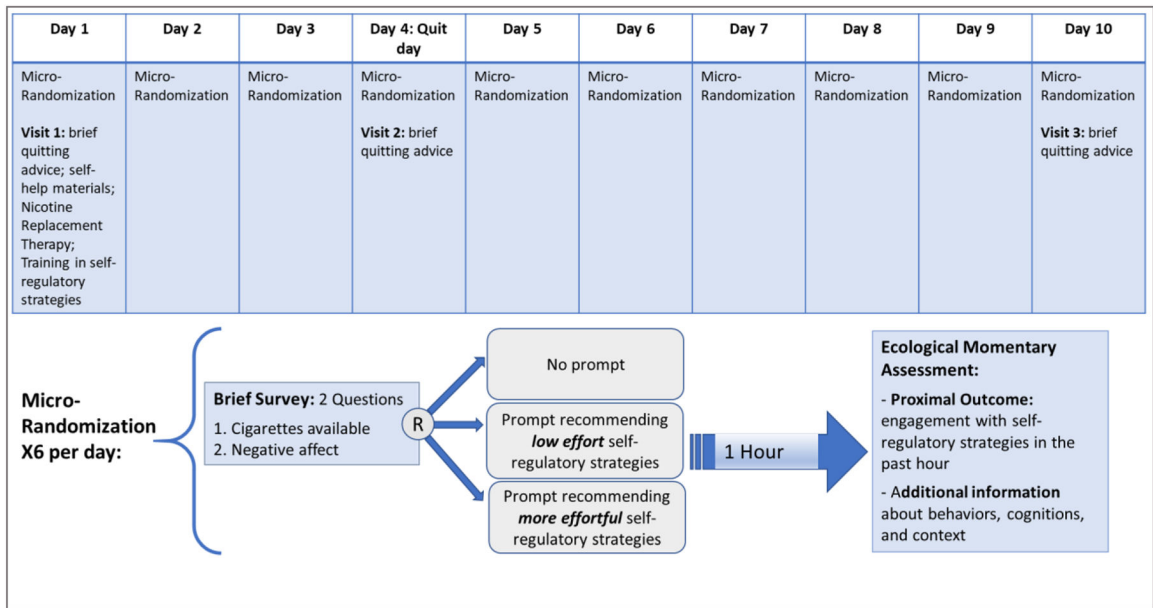 Day 1
Day 2
Day 3
Day 4: Quit
day
Day 5
Day 6
Day 7
Day 8
Day 9
Day 10
Micro-
Randomization
Visit 1: brief
quitting
advice; self-
help materials;
Nicotine
Replacement
Therapy;
Training in self-
regulatory
strategies
Micro-
Randomization
Micro-
Randomization
Micro-
Randomization
Visit 2: brief
quitting advice
Micro-
Randomization
Micro-
Randomization
Micro-
Randomization
Micro-
Randomization
Micro-
Randomization
Micro-
Randomization
Visit 3: brief
quitting advice
Micro-
Randomization
X6 per day:
Brief Survey: 2 Questions
1. Cigarettes available
2. Negative affect
R
No prompt
Prompt recommending
low effort self-
regulatory strategies
Prompt recommending
more effortful self-
regulatory strategies
1 Hour
Ecological Momentary
Assessment:
- Proximal Outcome:
engagement with self-
regulatory strategies in the
past hour
- Additional information
about behaviors, cognitions,
and context